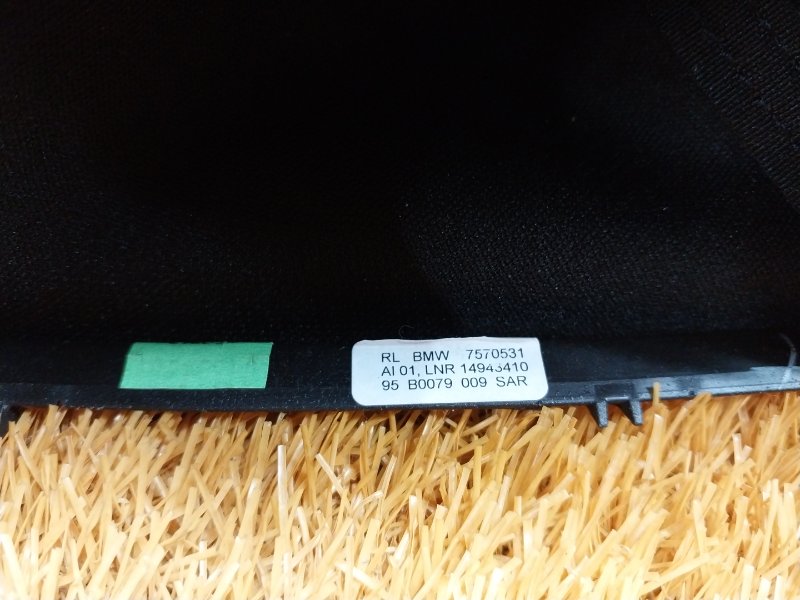 RL BMW 7570531
AI 01, LNR 14943410
95 B0079 009 SAR